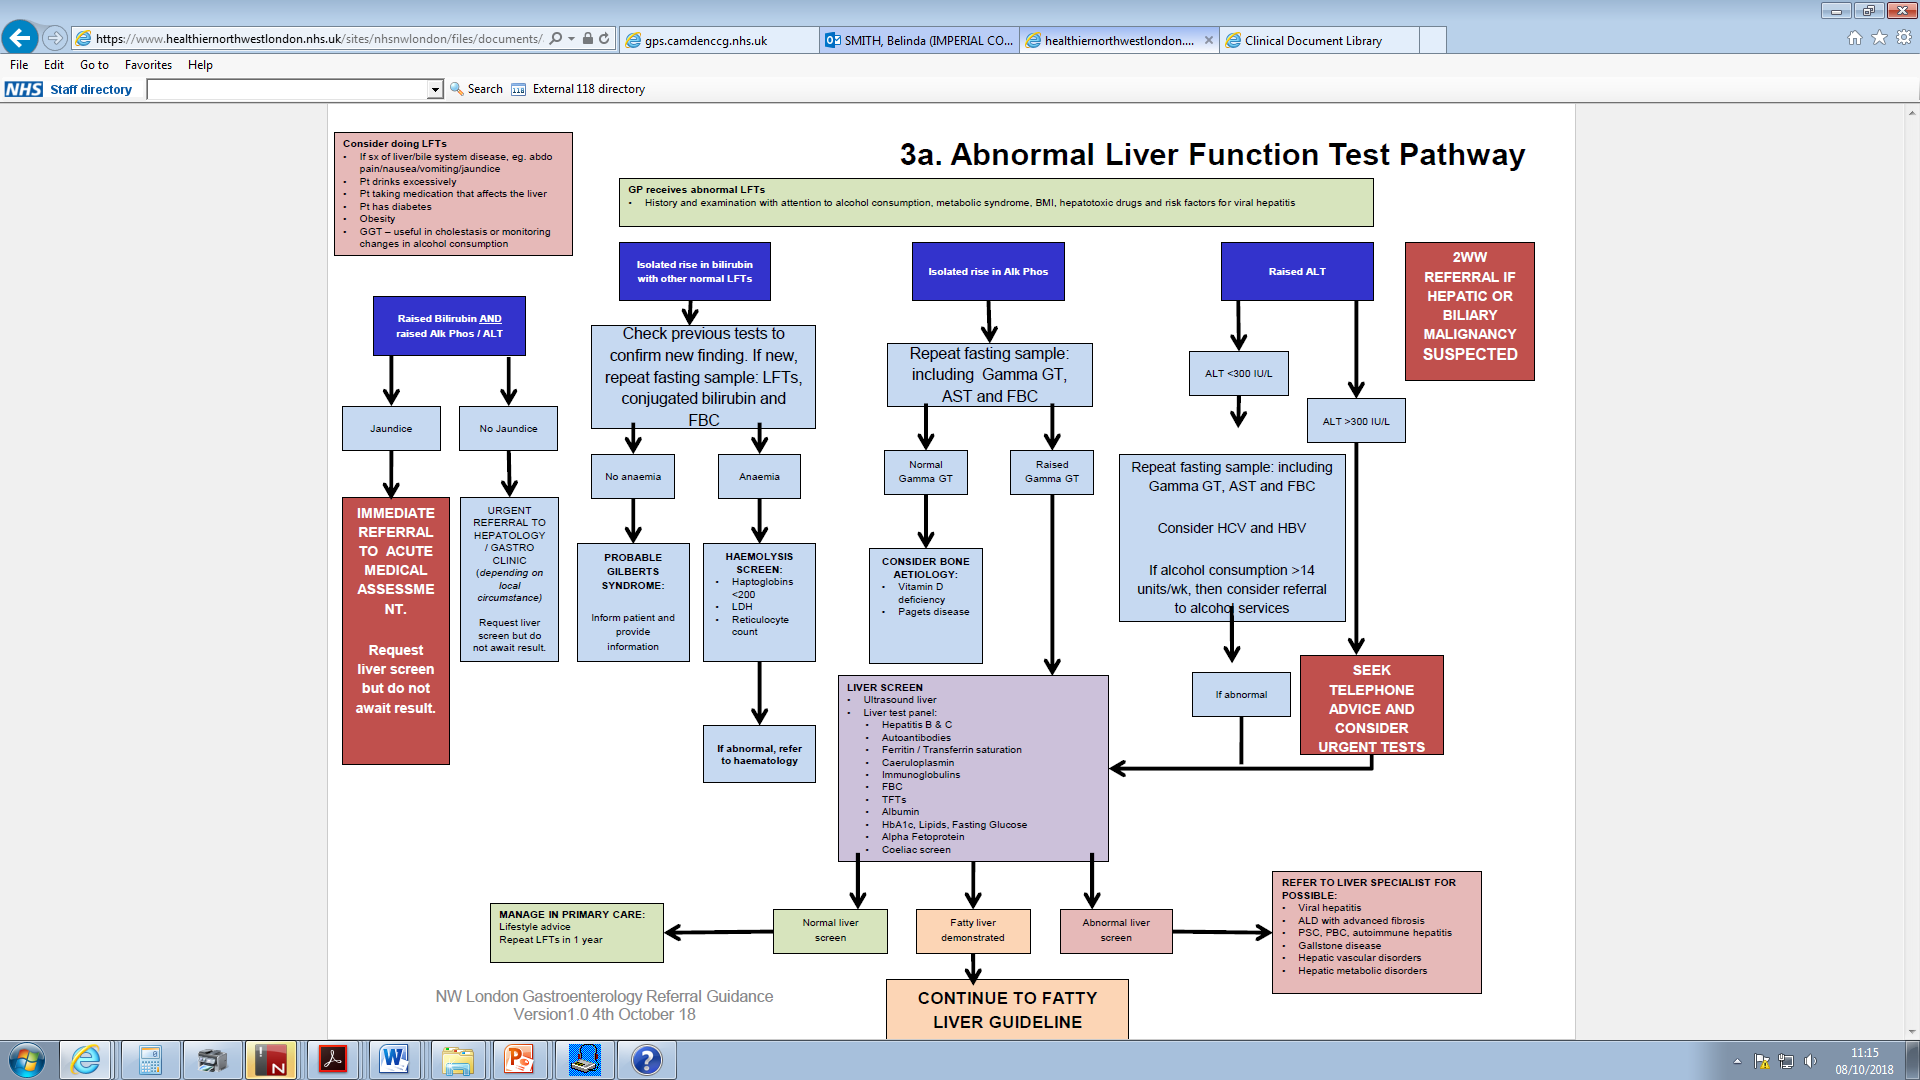 https://www.healthiernorthwestlondon.nhs.uk/sites/nhsnwlondon/files/documents/
gps.camdenccg.nhs.uk
SMITH, Belinda (IMPERIAL CO...
healthiernorthwestlondon....
Clinical Document Library
File Edit Go to Favorites Help
NHS Staff directory
Search
External 118 directory
3a. Abnormal Liver Function Test Pathway
Consider doing LFTs
• If sx of liver/bile system disease, eg. abdo
pain/nausea/vomiting/jaundice
• Pt drinks excessively
• Pt taking medication that affects the liver
• Pt has diabetes
• Obesity
• GGT – useful in cholestasis or monitoring
changes in alcohol consumption
GP receives abnormal LFTs
• History and examination with attention to alcohol consumption, metabolic syndrome, BMI, hepatotoxic drugs and risk factors for viral hepatitis
Raised Bilirubin AND
raised Alk Phos / ALT
Jaundice
No Jaundice
IMMEDIATE
REFERRAL
TO ACUTE
MEDICAL
ASSESSME
NT.
Request
liver screen
but do not
await result.
URGENT
REFERRAL TO
HEPATOLOGY
/ GASTRO
CLINIC
(depending on
local
circumstance)
Request liver
screen but do
not await result.
Isolated rise in bilirubin
with other normal LFTs
Check previous tests to
confirm new finding. If new,
repeat fasting sample: LFTs,
conjugated bilirubin and
FBC
No anaemia
Anaemia
PROBABLE
GILBERTS
SYNDROME:
Inform patient and
provide
information
HAEMOLYSIS
SCREEN:
• Haptoglobins
<200
• LDH
• Reticulocyte
count
If abnormal, refer
to haematology
Isolated rise in Alk Phos
Repeat fasting sample:
including Gamma GT,
AST and FBC
Normal
Gamma GT
Raised
Gamma GT
CONSIDER BONE
AETIOLOGY:
• Vitamin D
deficiency
• Pagets disease
Raised ALT
ALT <300 IU/L
ALT >300 IU/L
Repeat fasting sample: including
Gamma GT, AST and FBC
Consider HCV and HBV
If alcohol consumption >14
units/wk, then consider referral
to alcohol services
If abnormal
SEEK
TELEPHONE
ADVICE AND
CONSIDER
URGENT TESTS
2WW
REFERRAL IF
HEPATIC OR
BILIARY
MALIGNANCY
SUSPECTED
LIVER SCREEN
• Ultrasound liver
• Liver test panel:
• Hepatitis B & C
• Autoantibodies
• Ferritin / Transferrin saturation
• Caeruloplasmin
• Immunoglobulins
• FBC
• TFTs
• Albumin
• HbA1c, Lipids, Fasting Glucose
• Alpha Fetoprotein
• Coeliac screen
Normal liver
screen
Fatty liver
demonstrated
Abnormal liver
screen
MANAGE IN PRIMARY CARE:
Lifestyle advice
Repeat LFTs in 1 year
CONTINUE TO FATTY
LIVER GUIDELINE
REFER TO LIVER SPECIALIST FOR
POSSIBLE:
• Viral hepatitis
• ALD with advanced fibrosis
• PSC, PBC, autoimmune hepatitis
• Gallstone disease
• Hepatic vascular disorders
• Hepatic metabolic disorders
NW London Gastroenterology Referral Guidance
Version1.0 4th October 18
11:15
08/10/2018